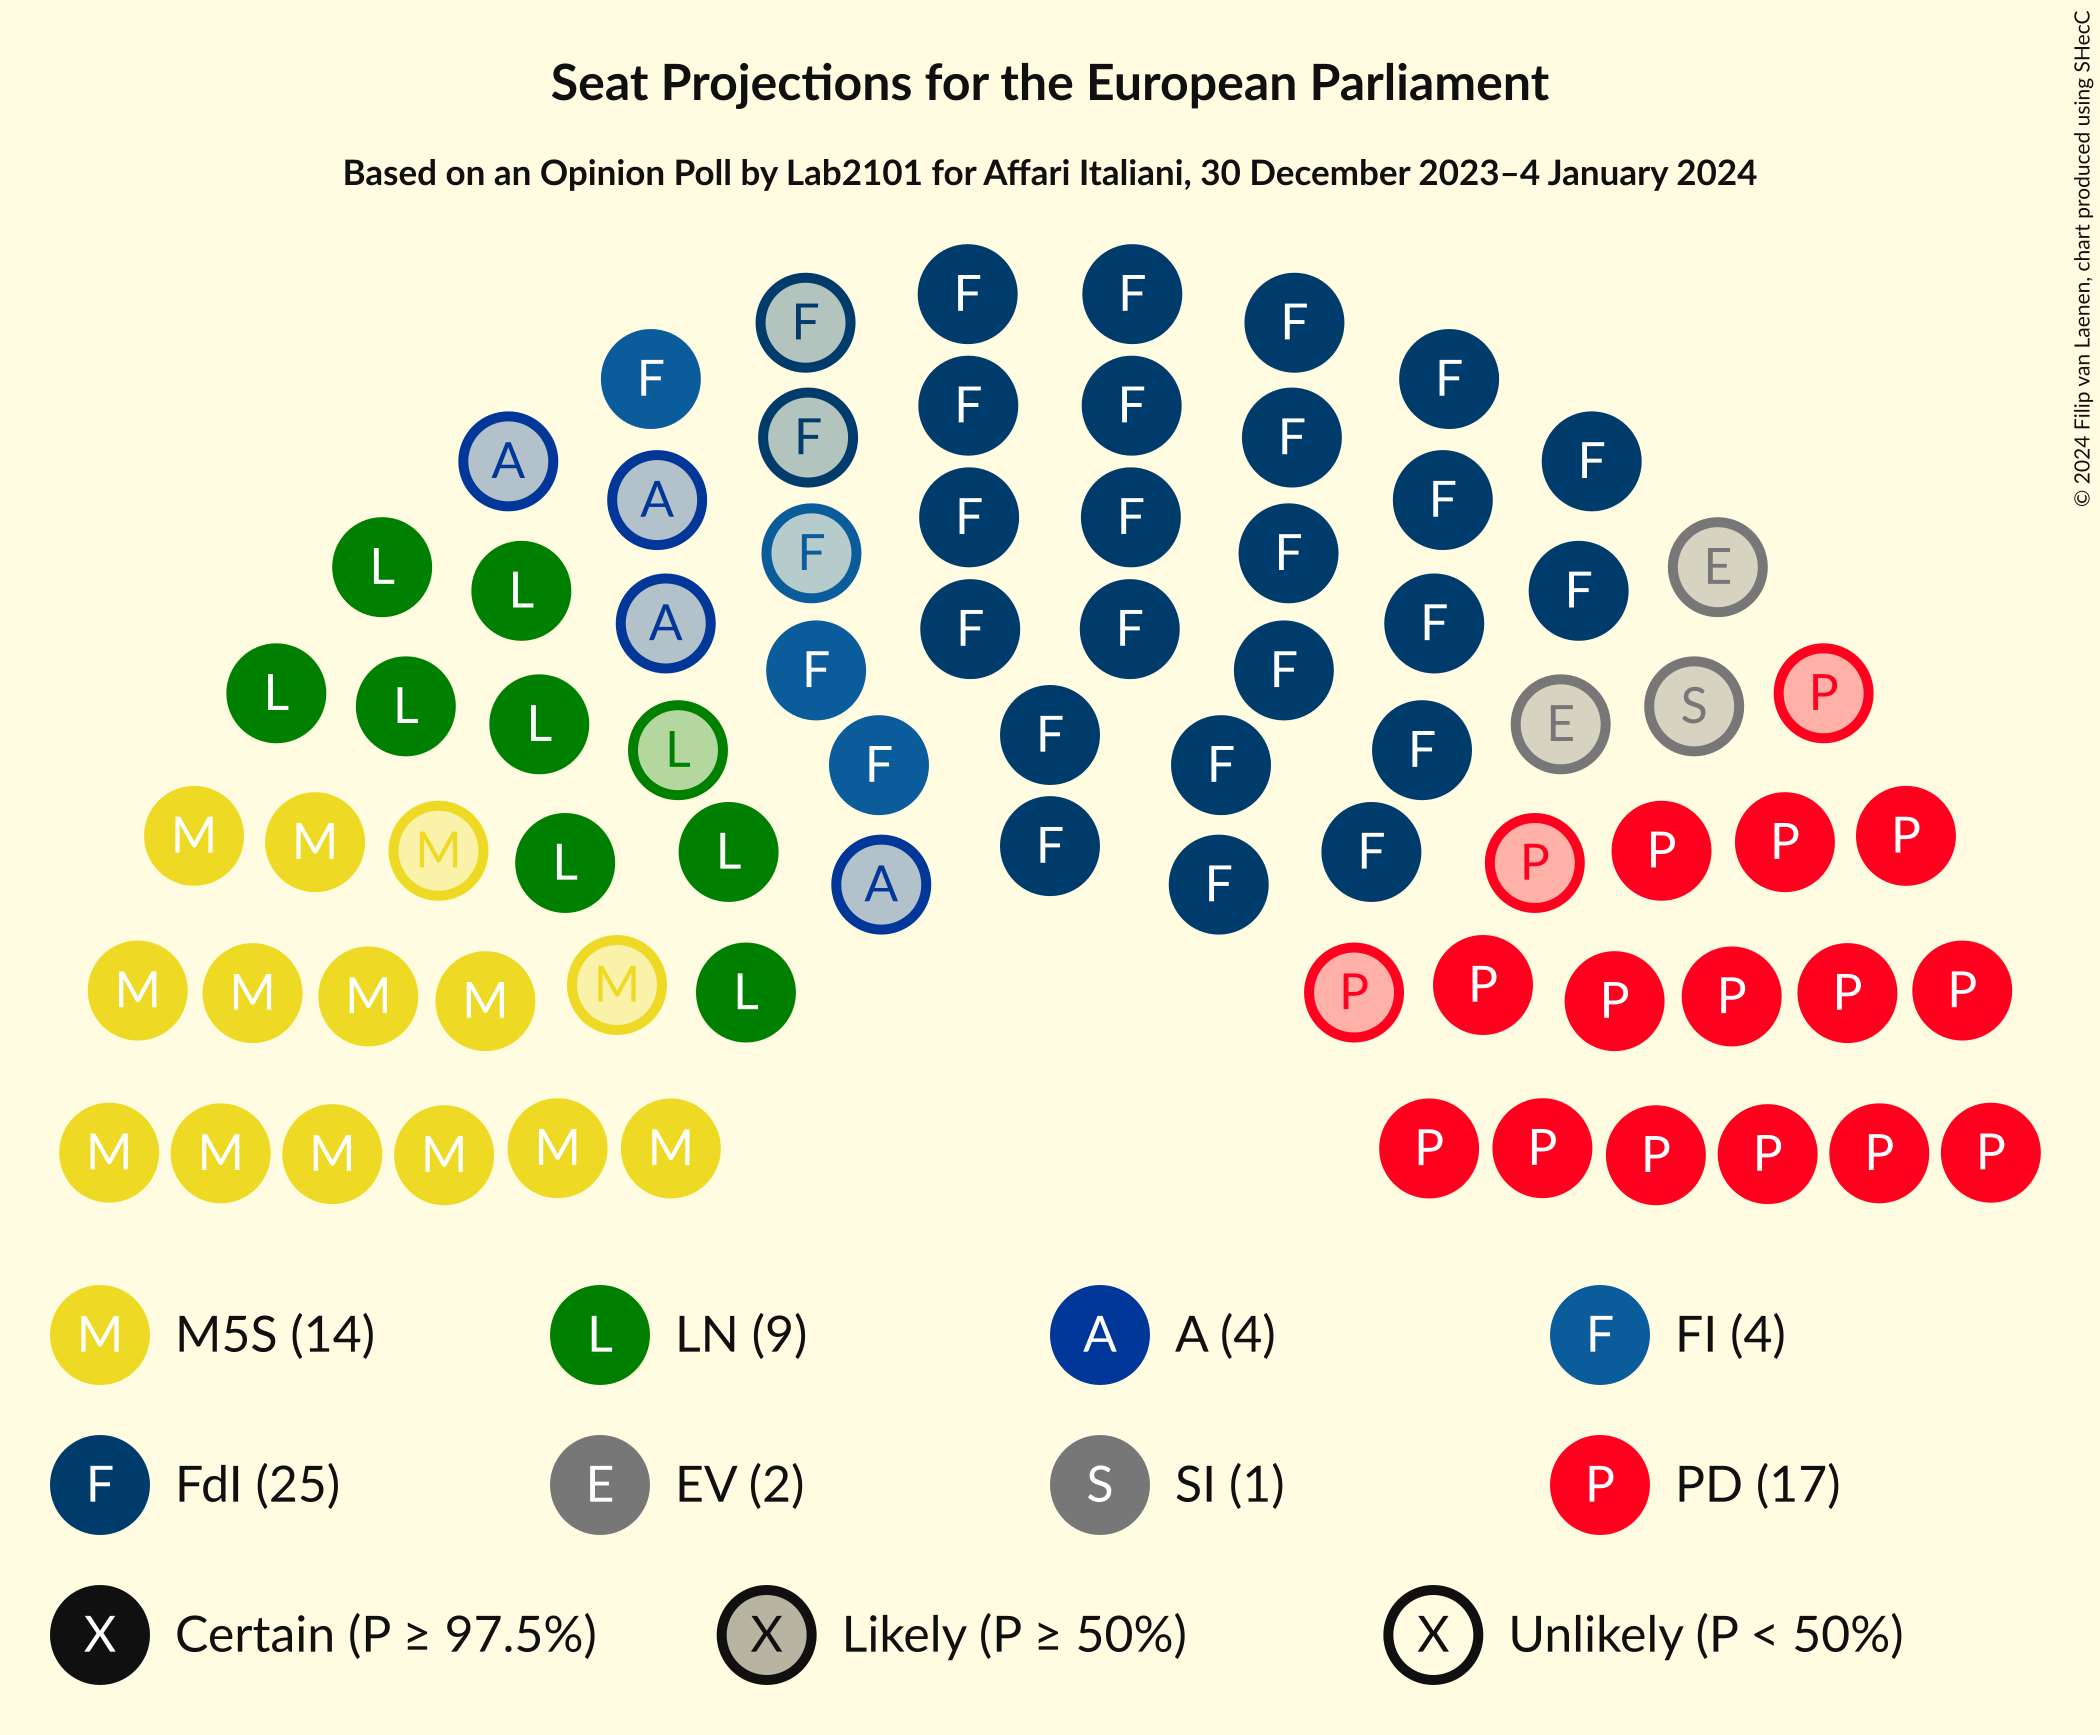 Seat Projections for the European Parliament
Based on an Opinion Poll by Lab2101 for Affari Italiani, 30 December 2023–4 January 2024
© 2024 Filip van Laenen, chart produced using SHecC
F F
F F
F F
F F F F
A F
A F
F F F F
L E
L F
A F
F F F F
L P
L S
L E
L F
F F F
M P
M P
M P
L P
L F
A F F
M P
M P
M P
M P
M P
L P
M M M M M M P P P P P P
M M5S (14) L LN (9) A A (4) F FI (4)
F FdI (25) E EV (2) S SI (1) P PD (17)
X Certain (P ≥ 97.5%) X Likely (P ≥ 50%) X Unlikely (P < 50%)